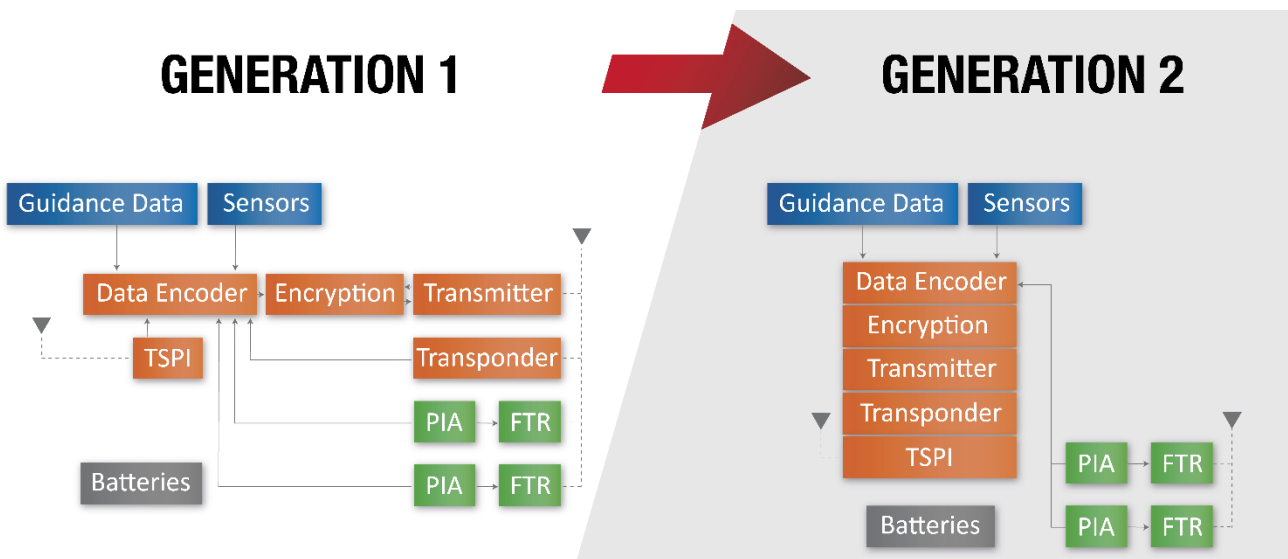 GENERATION 1
Guidance Data
Sensors
Data Encoder
Encryption
Transmitter
TSPI
Transponder
PIA
FTR
Batteries
PIA
FTR
GENERATION 2
Guidance Data
Sensors
Data Encoder
Encryption
Transmitter
Transponder
TSPI
PIA
FTR
Batteries
PIA
FTR